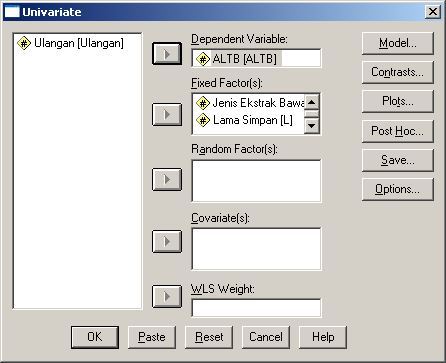 Univariate
Ulangan [Ulangan]
Dependent Variable:
ALTB [ALTB]
Fixed Factor(s):
Jenis Ekstrak Bawa
Lama Simpan [L]
Random Factor(s):
Covariate(s):
WLS Weight:
Model...
Contrasts...
Plots...
Post Hoc...
Save...
Options...
OK
Paste
Reset
Cancel
Help